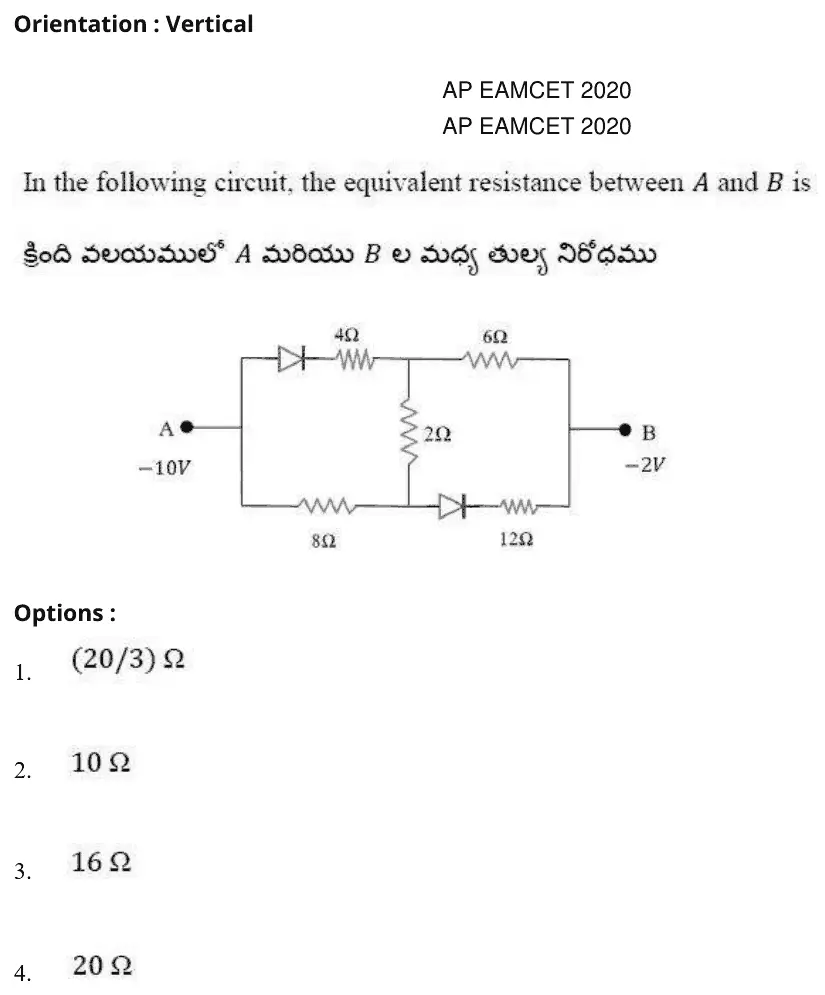 Orientation : Vertical
AP EAMCET 2020
AP EAMCET 2020
In the following circuit, the equivalent resistance between A and B is
క్రింది వలయములో A మరియు B ల మధ్య తుల్య నిరోధము
4Ω
6Ω
A
2Ω
B
−10V
−2V
8Ω
12Ω
Options :
1. (20/3) Ω
2. 10 Ω
3. 16 Ω
4. 20 Ω